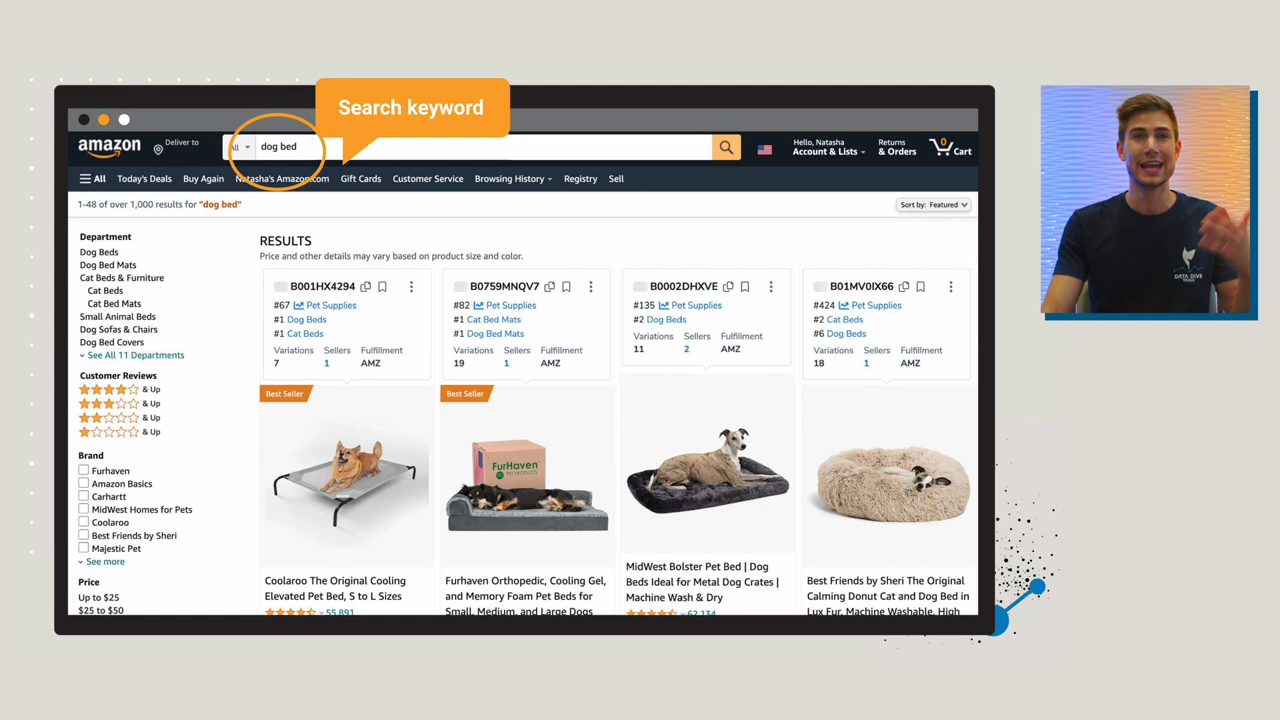 Search keyword
amazon
Deliver to
All
dog bed
Hello, Natasha
Account & Lists
Returns
& Orders
0
Cart
All
Today's Deals
Buy Again
Natasha's Amazon.com
Gift Cards
Customer Service
Browsing History
Registry
Sell
1-48 of over 1,000 results for "dog bed"
Sort by: Featured
Department
Dog Beds
Dog Bed Mats
Cat Beds & Furniture
Cat Beds
Cat Bed Mats
Small Animal Beds
Dog Sofas & Chairs
Dog Bed Covers
See All 11 Departments
Customer Reviews
& Up
& Up
& Up
& Up
Brand
Furhaven
Amazon Basics
Carhartt
MidWest Homes for Pets
Coolaroo
Best Friends by Sheri
Majestic Pet
See more
Price
Up to $25
$25 to $50
RESULTS
Price and other details may vary based on product size and color.
B001HX4294
#67 Pet Supplies
#1 Dog Beds
#1 Cat Beds
Variations Sellers Fulfillment
7 1 AMZ
Best Seller
Coolaroo The Original Cooling
Elevated Pet Bed, S to L Sizes
55,891
B0759MNQV7
#82 Pet Supplies
#1 Cat Bed Mats
#1 Dog Bed Mats
Variations Sellers Fulfillment
19 1 AMZ
Best Seller
FurHaven
PET PRODUCTS
Furhaven Orthopedic, Cooling Gel,
and Memory Foam Pet Beds for
Small, Medium, and Large Dogs
B0002DHXVE
#135 Pet Supplies
#2 Dog Beds
Variations Sellers Fulfillment
11 2 AMZ
MidWest Bolster Pet Bed | Dog
Beds Ideal for Metal Dog Crates |
Machine Wash & Dry
62,134
B01MV0IX66
#424 Pet Supplies
#2 Cat Beds
#6 Dog Beds
Variations Sellers Fulfillment
18 1 AMZ
Best Friends by Sheri The Original
Calming Donut Cat and Dog Bed in
Lux Fur, Machine Washable, High
DATA DIVE
TOOLS